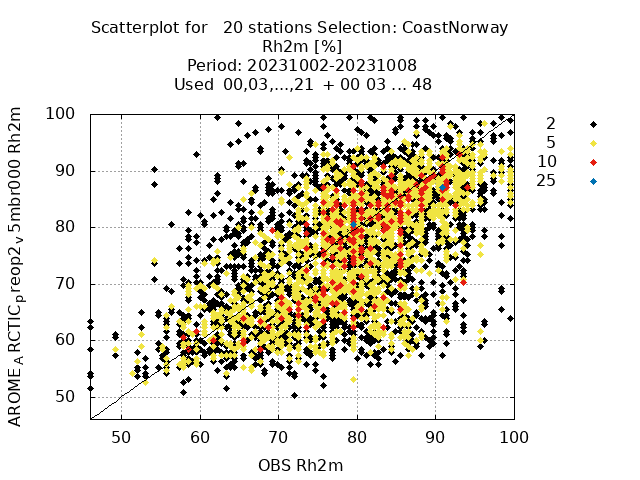 Scatterplot for   20 stations Selection: CoastNorway
Rh2m [%]
Period: 20231002-20231008
Used  00,03,...,21  + 00 03 ... 48
AROME_ARCTIC_preop2_v5mbr000 Rh2m
100
90
80
70
60
50
50 60 70 80 90 100
OBS Rh2m
2
5
10
25